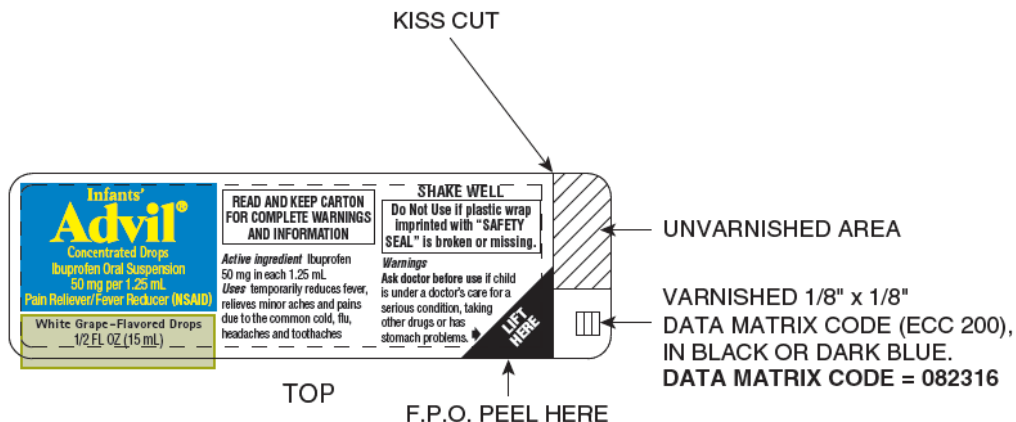 KISS CUT
Infants'
Advil®
Concentrated Drops
Ibuprofen Oral Suspension
50 mg per 1.25 mL
Pain Reliever/Fever Reducer (NSAID)
White Grape-Flavored Drops
1/2 FL OZ (15 mL)
READ AND KEEP CARTON
FOR COMPLETE WARNINGS
AND INFORMATION
Active ingredient Ibuprofen
50 mg in each 1.25 mL
Uses temporarily reduces fever,
relieves minor aches and pains
due to the common cold, flu,
headaches and toothaches
SHAKE WELL
Do Not Use if plastic wrap
imprinted with "SAFETY
SEAL" is broken or missing.
Warnings
Ask doctor before use if child
is under a doctor's care for a
serious condition, taking
other drugs or has
stomach problems.
LIFT
HERE
UNVARNISHED AREA
VARNISHED 1/8" x 1/8"
DATA MATRIX CODE (ECC 200),
IN BLACK OR DARK BLUE.
DATA MATRIX CODE = 082316
TOP
F.P.O. PEEL HERE